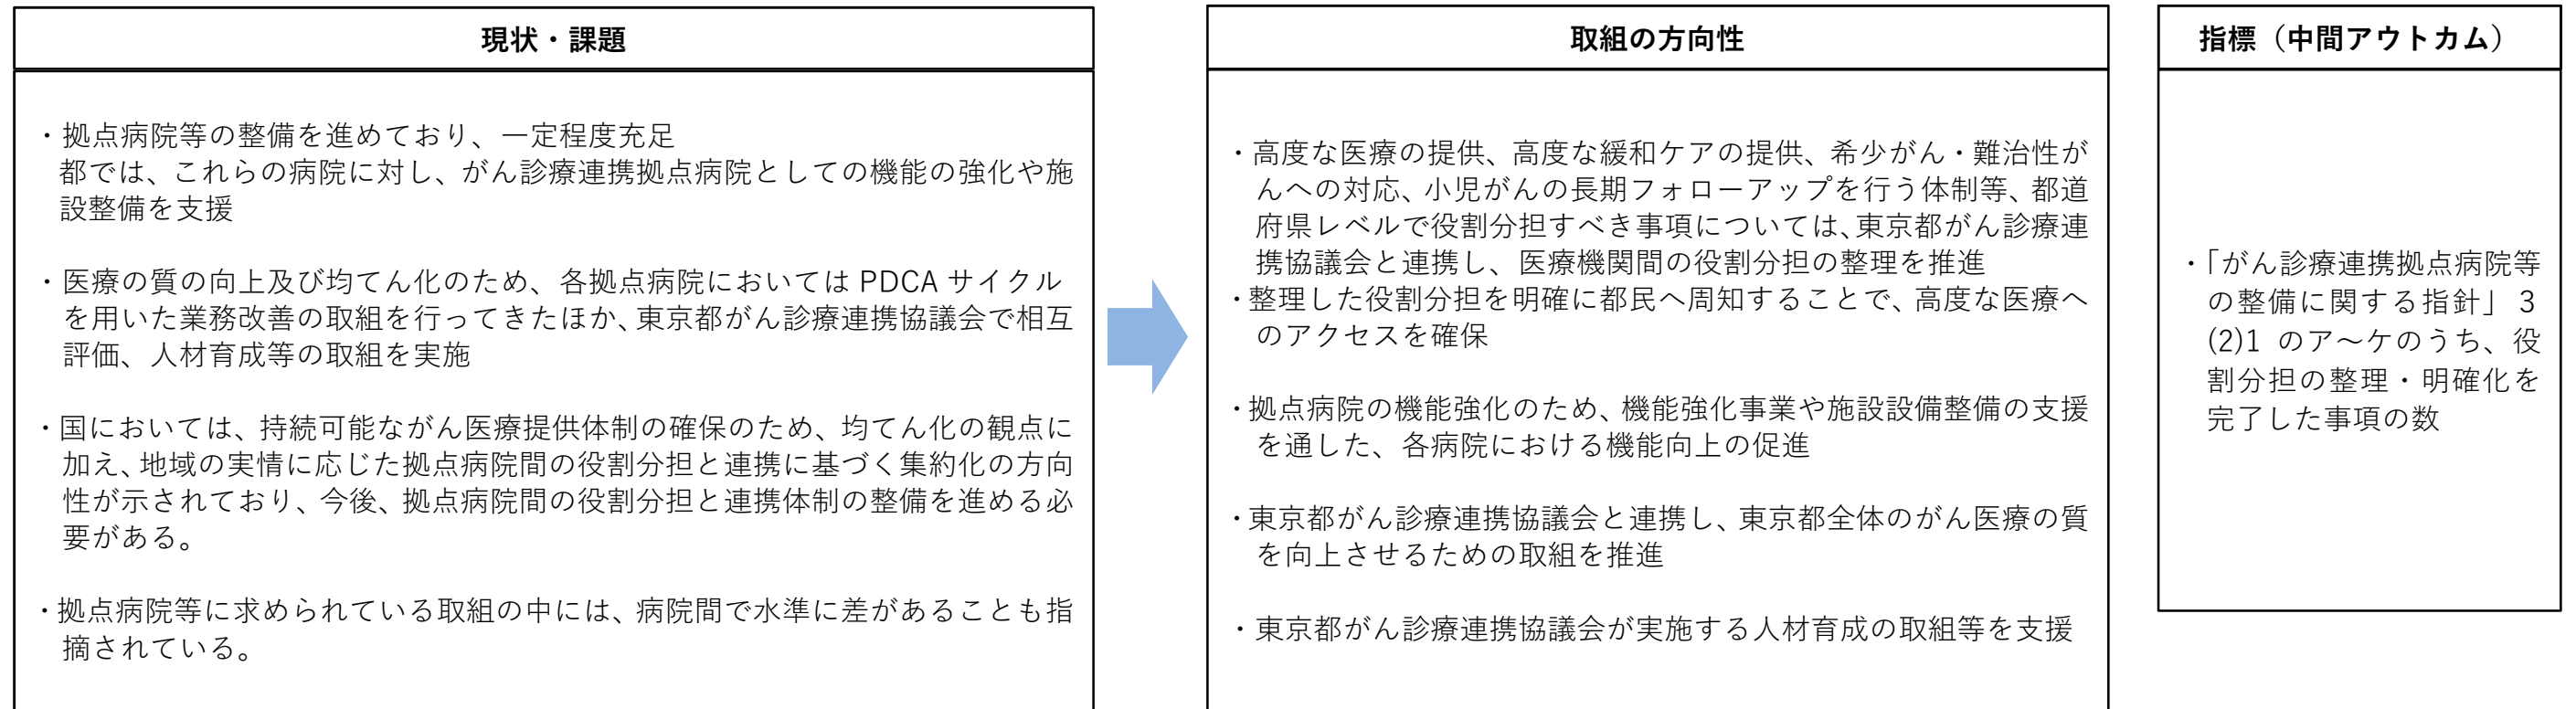 現状・課題
・拠点病院等の整備を進めており、一定程度充足
都では、これらの病院に対し、がん診療連携拠点病院としての機能の強化や施
設整備を支援
・医療の質の向上及び均てん化のため、各拠点病院においては PDCA サイクル
を用いた業務改善の取組を行ってきたほか、東京都がん診療連携協議会で相互
評価、人材育成等の取組を実施
・国においては、持続可能ながん医療提供体制の確保のため、均てん化の観点に
加え、地域の実情に応じた拠点病院間の役割分担と連携に基づく集約化の方向
性が示されており、今後、拠点病院間の役割分担と連携体制の整備を進める必
要がある。
・拠点病院等に求められている取組の中には、病院間で水準に差があることも指
摘されている。
取組の方向性
・高度な医療の提供、高度な緩和ケアの提供、希少がん・難治性が
んへの対応、小児がんの長期フォローアップを行う体制等、都道
府県レベルで役割分担すべき事項については、東京都がん診療連
携協議会と連携し、医療機関間の役割分担の整理を推進
・整理した役割分担を明確に都民へ周知することで、高度な医療へ
のアクセスを確保
・拠点病院の機能強化のため、機能強化事業や施設設備整備の支援
を通した、各病院における機能向上の促進
・東京都がん診療連携協議会と連携し、東京都全体のがん医療の質
を向上させるための取組を推進
・東京都がん診療連携協議会が実施する人材育成の取組等を支援
指標（中間アウトカム）
・「がん診療連携拠点病院等
の整備に関する指針」３
(2)1 のア～ケのうち、役
割分担の整理・明確化を
完了した事項の数